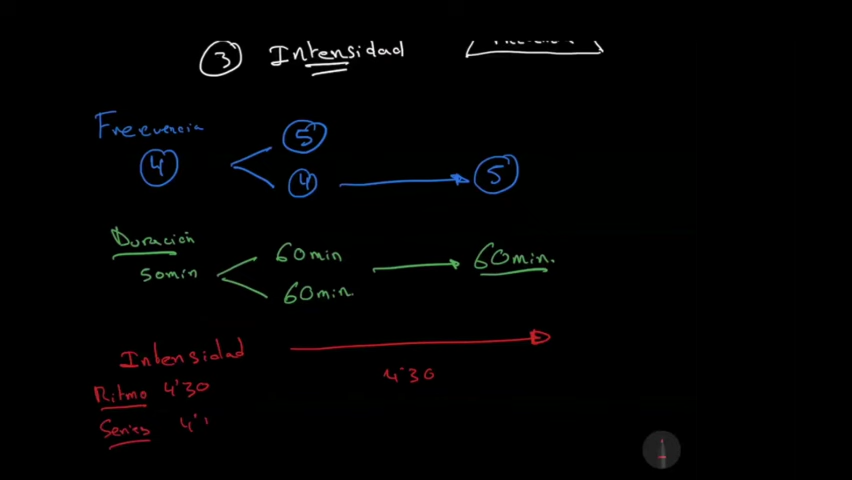 3 Intensidad
Frecuencia
4
5
4
5
Duración
50min
60min
60min.
60min.
Intensidad
Ritmo 4'30
4'30
Series 4'